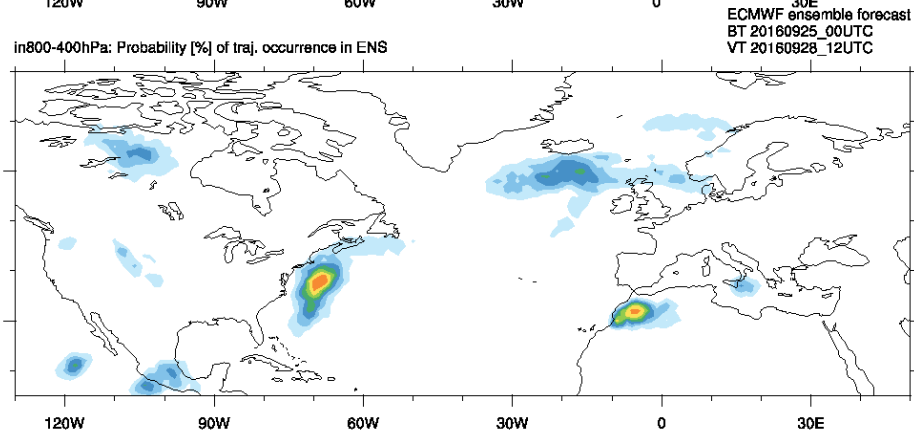 120W 90W 60W 30W 0 30E
ECMWF ensemble forecast
BT 20160925_00UTC
in800-400hPa: Probability [%] of traj. occurrence in ENS
VT 20160928_12UTC
120W 90W 60W 30W 0 30E